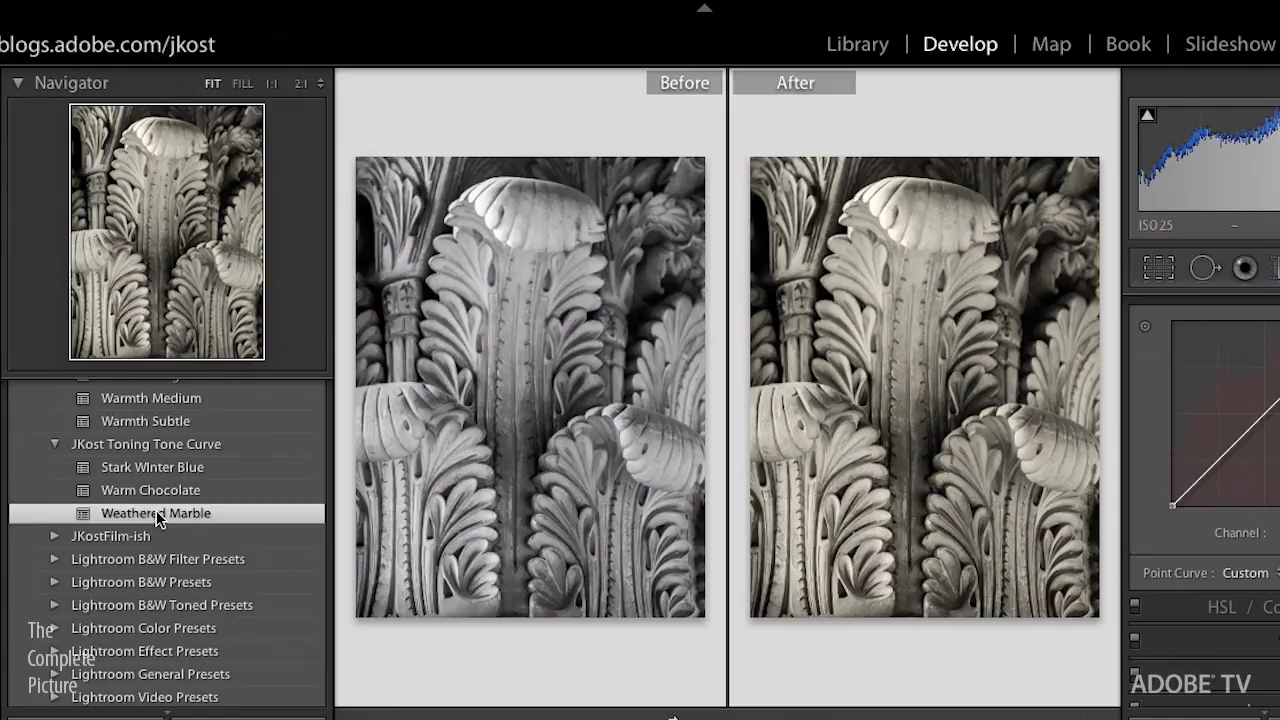 blogs.adobe.com/jkost
Library | Develop | Map | Book | Slideshow
Navigator FIT FILL 1:1 2:1
Before After
ISO 25 –
Warmth Medium
Warmth Subtle
JKost Toning Tone Curve
Stark WInter Blue
Warm Chocolate
Weathered Marble
JKostFilm-ish
Lightroom B&W Filter Presets
Lightroom B&W Presets
Lightroom B&W Toned Presets
Lightroom Color Presets
Lightroom Effect Presets
Lightroom General Presets
Lightroom Video Presets
The
Complete
Picture
Channel :
Point Curve : Custom
HSL / Co
ADOBE® TV